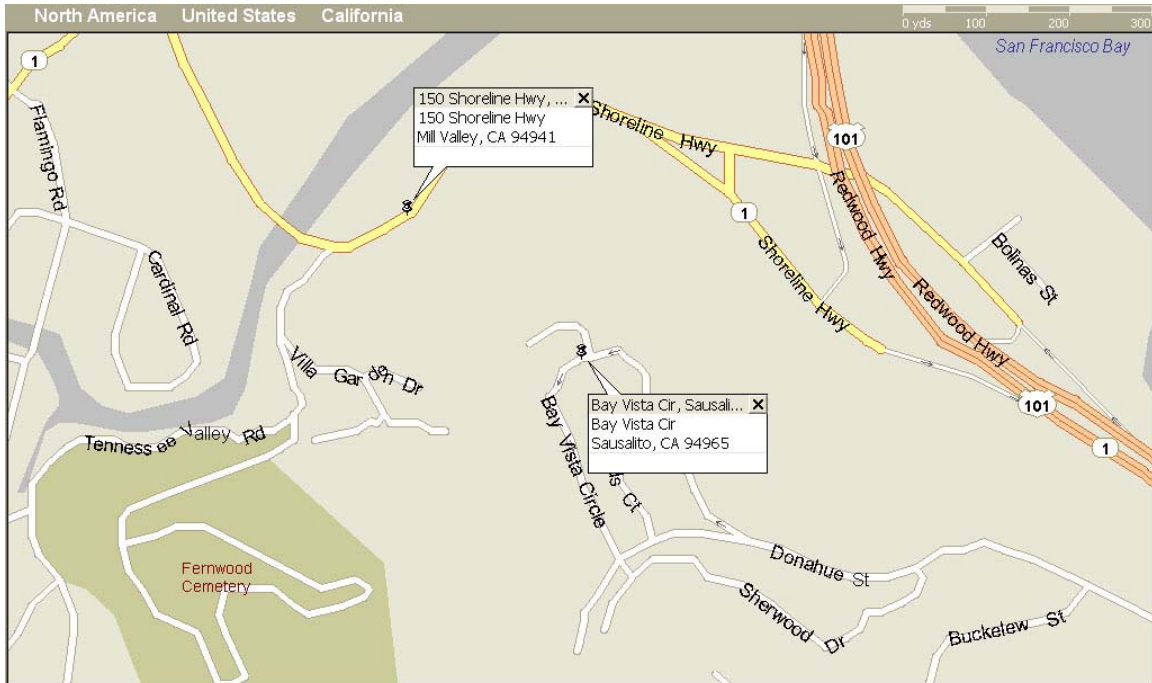 North America United States California
0 yds 100 200 300
San Francisco Bay
1
150 Shoreline Hwy, ...
150 Shoreline Hwy
Mill Valley, CA 94941
Shoreline Hwy
101
Flamingo Rd
Redwood Hwy
1
Bolinas St
Cardinal Rd
Shoreline Hwy
Redwood Hwy
Villa Garden Dr
Bay Vista Cir, Sausali...
Bay Vista Cir
Sausalito, CA 94965
101
Tennessee Valley Rd
Bay Vista Circle
Ct
1
Donahue St
Fernwood
Cemetery
Sherwood Dr
Buckelew St